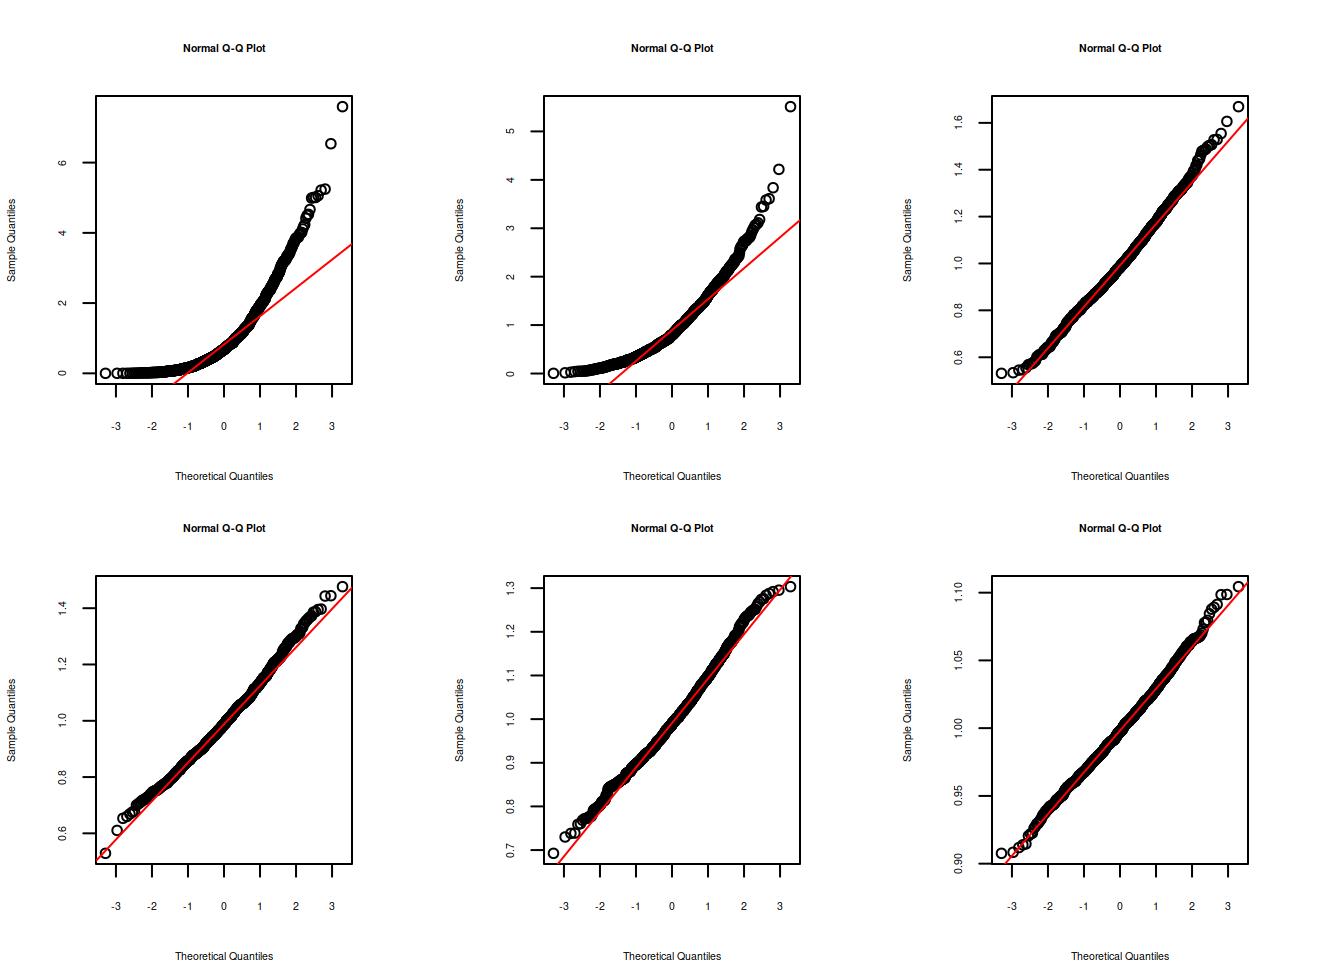 Normal Q-Q Plot
Sample Quantiles
0 2 4 6
-3 -2 -1 0 1 2 3
Theoretical Quantiles
Normal Q-Q Plot
Sample Quantiles
0 1 2 3 4 5
-3 -2 -1 0 1 2 3
Theoretical Quantiles
Normal Q-Q Plot
Sample Quantiles
0.6 0.8 1.0 1.2 1.4 1.6
-3 -2 -1 0 1 2 3
Theoretical Quantiles
Normal Q-Q Plot
Sample Quantiles
0.6 0.8 1.0 1.2 1.4
-3 -2 -1 0 1 2 3
Theoretical Quantiles
Normal Q-Q Plot
Sample Quantiles
0.7 0.8 0.9 1.0 1.1 1.2 1.3
-3 -2 -1 0 1 2 3
Theoretical Quantiles
Normal Q-Q Plot
Sample Quantiles
0.90 0.95 1.00 1.05 1.10
-3 -2 -1 0 1 2 3
Theoretical Quantiles